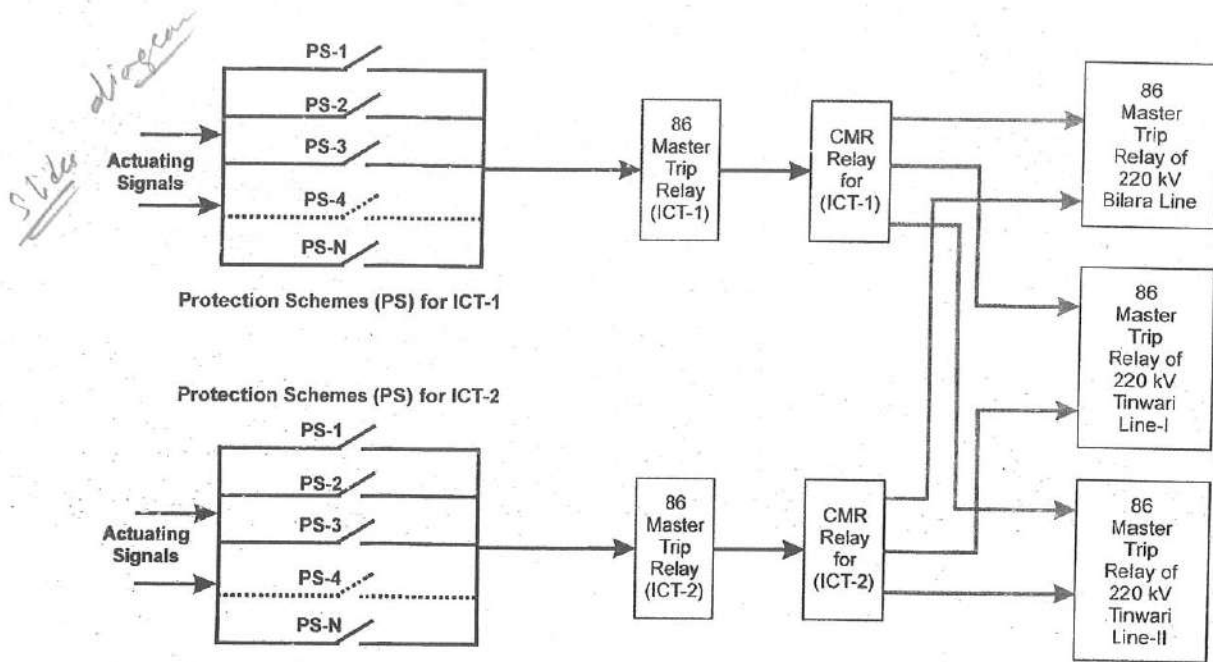 Slides diagram
PS-1
PS-2
PS-3
PS-4
PS-N
Actuating
Signals
Protection Schemes (PS) for ICT-1
86
Master
Trip
Relay
(ICT-1)
CMR
Relay
for
(ICT-1)
86
Master
Trip
Relay of
220 kV
Bilara Line
86
Master
Trip
Relay of
220 kV
Tinwari
Line-I
Protection Schemes (PS) for ICT-2
PS-1
PS-2
PS-3
PS-4
PS-N
Actuating
Signals
86
Master
Trip
Relay
(ICT-2)
CMR
Relay
for
(ICT-2)
86
Master
Trip
Relay of
220 kV
Tinwari
Line-II